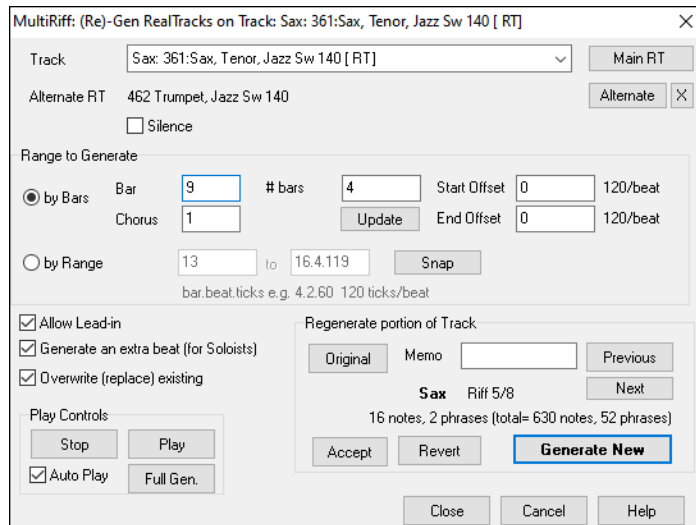 MultiRiff: (Re)-Gen RealTracks on Track: Sax: 361:Sax, Tenor, Jazz Sw 140 [ RT]
Track Sax: 361:Sax, Tenor, Jazz Sw 140 [ RT] Main RT
Alternate RT 462 Trumpet, Jazz Sw 140 Alternate X
Silence
Range to Generate
by Bars Bar 9 # bars 4 Start Offset 0 120/beat
Chorus 1 Update End Offset 0 120/beat
by Range 13 to 16.4.119 Snap
bar.beat.ticks e.g. 4.2.60 120 ticks/beat
Allow Lead-in
Generate an extra beat (for Soloists)
Overwrite (replace) existing
Play Controls
Stop Play
Auto Play Full Gen.
Regenerate portion of Track
Original Memo Previous
Sax Riff 5/8 Next
16 notes, 2 phrases (total= 630 notes, 52 phrases)
Accept Revert Generate New
Close Cancel Help